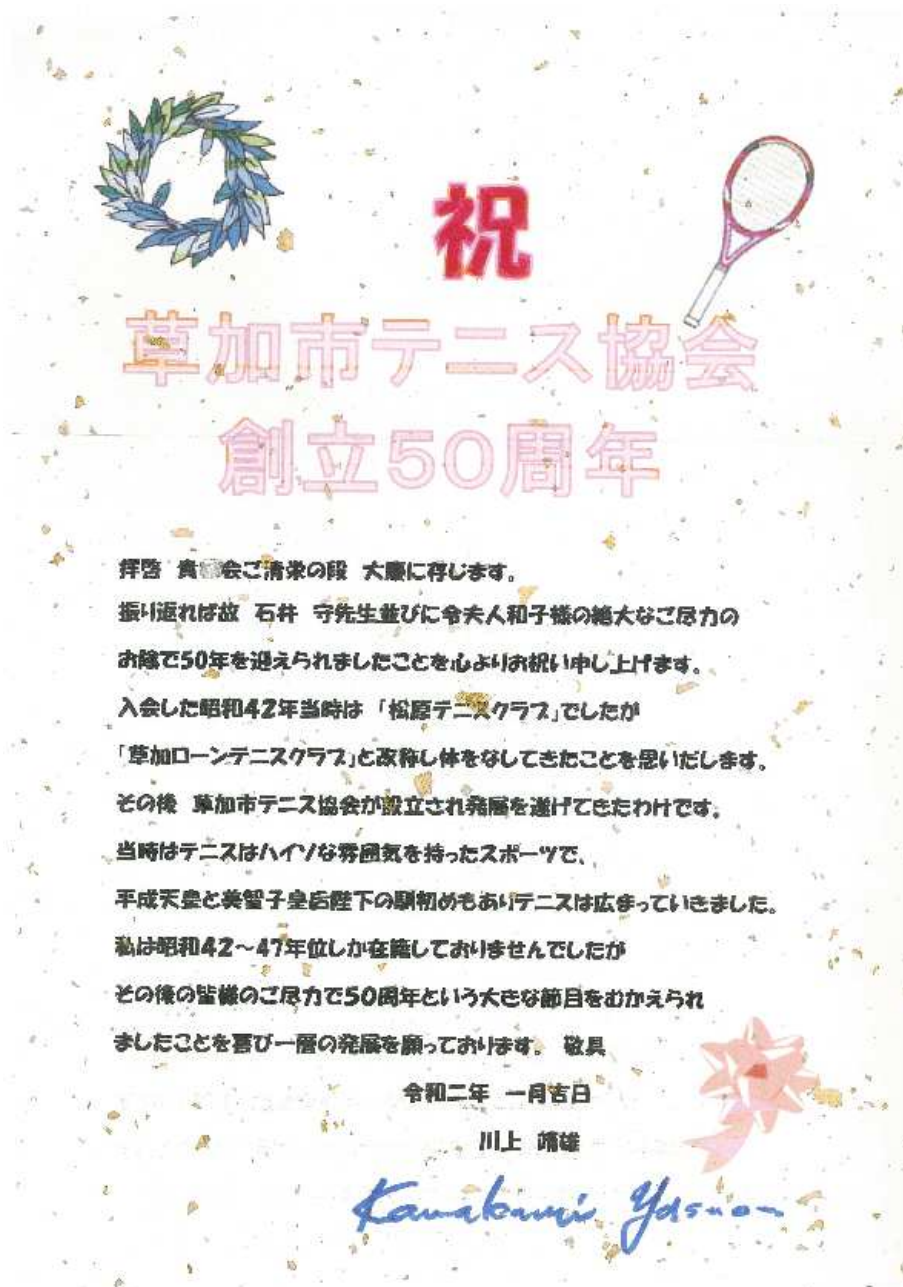 祝
草加市テニス協会
創立50周年
拝啓 貴 会ご清栄の段 大慶に存じます。
振り返れば故 石井 守先生並びに令夫人和子様の絶大なご尽力の
お陰で50年を迎えられましたことを心よりお祝い申し上げます。
入会した昭和42年当時は「松原テニスクラブ」でしたが
「草加ローンテニスクラブ」と改称し体をなしてきたことを思いだします。
その後 草加市テニス協会が設立され発展を遂げてきたわけです。
当時はテニスはハイソな雰囲気を持ったスポーツで、
平成天皇と美智子皇后陛下の馴初めもありテニスは広まっていきました。
私は昭和42～47年位しか在籍しておりませんでしたが
その後の皆様のご尽力で50周年という大きな節目をむかえられ
ましたことを喜び一層の発展を願っております。 敬具
令和二年 一月吉日
川上 靖雄
Kawakami Yasuo